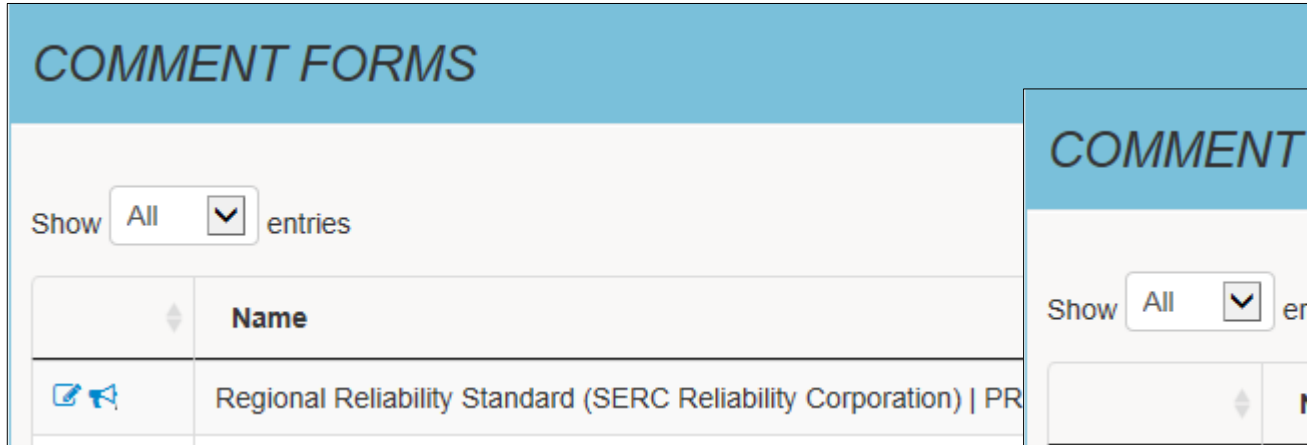 COMMENT FORMS
Show All entries
Name
Regional Reliability Standard (SERC Reliability Corporation) | PR
COMMENT
Show All